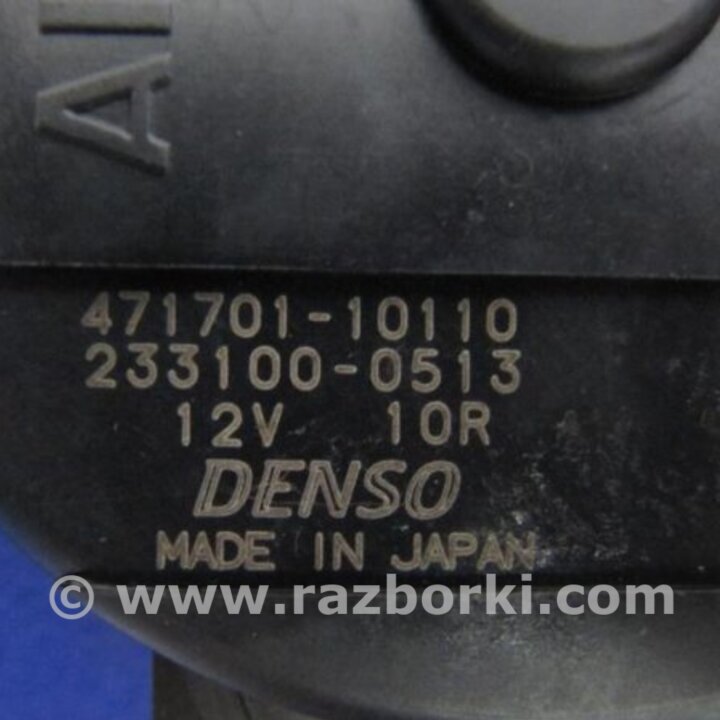 471701-10110
233100-0513
12V 10R
DENSO
MADE IN JAPAN
© www.razborki.com